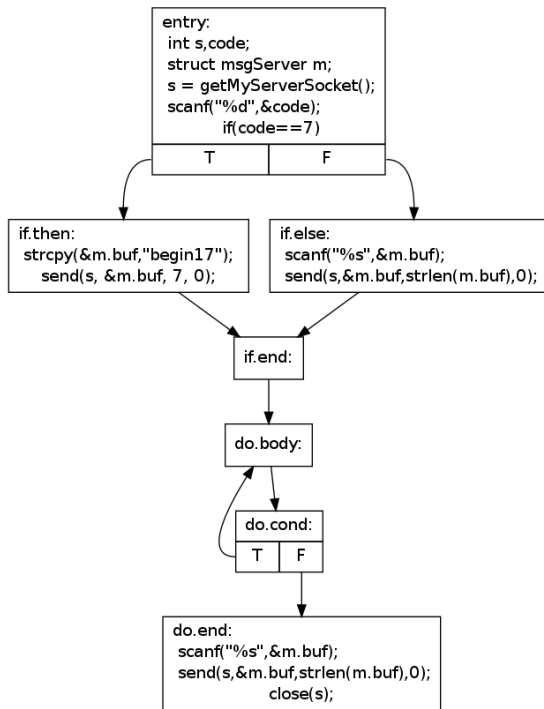 entry:
int s,code;
struct msgServer m;
s = getMyServerSocket();
scanf("%d",&code);
if(code==7)
T F
if.then:
strcpy(&m.buf,"begin17");
send(s, &m.buf, 7, 0);
if.else:
scanf("%s",&m.buf);
send(s,&m.buf,strlen(m.buf),0);
if.end:
do.body:
do.cond:
T F
do.end:
scanf("%s",&m.buf);
send(s,&m.buf,strlen(m.buf),0);
close(s);